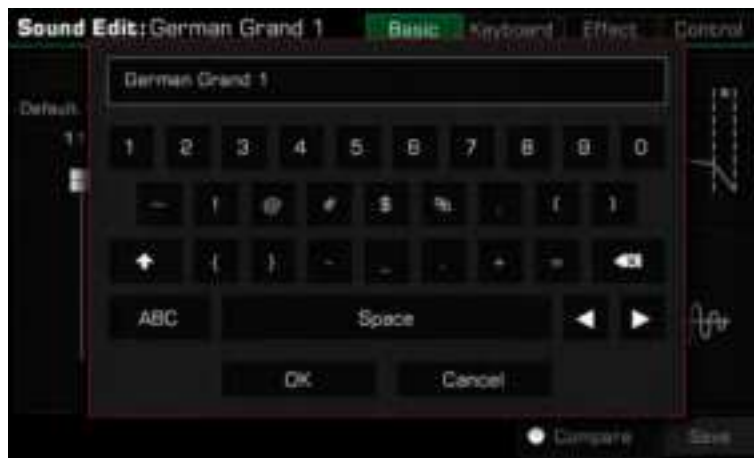 Sound Edit: German Grand 1 Basic Keyboard Effect Control
German Grand 1
Default
1 2 3 4 5 6 7 8 9 0
! @ # $ % ( )
{ } + =
ABC Space
OK Cancel
Compare Save